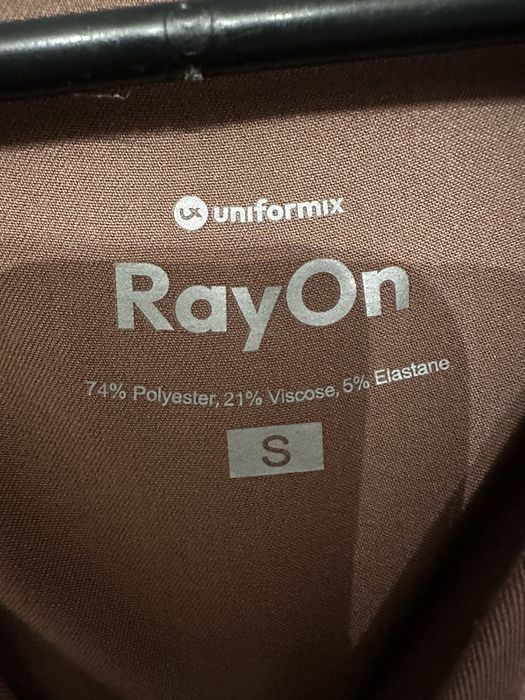 ux uniformix
RayOn
74% Polyester, 21% Viscose, 5% Elastane
S